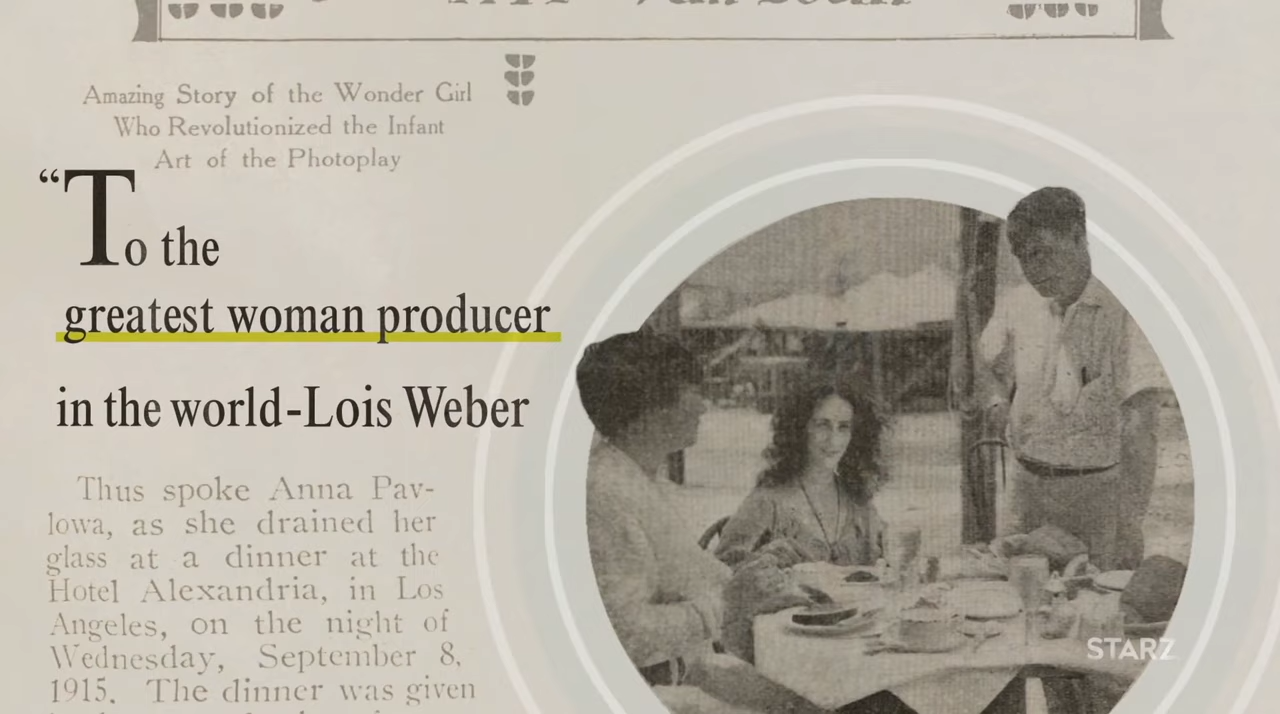 Amazing Story of the Wonder Girl
Who Revolutionized the Infant
Art of the Photoplay
“To the
greatest woman producer
in the world-Lois Weber
Thus spoke Anna Pav-
lowa, as she drained her
glass at a dinner at the
Hotel Alexandria, in Los
Angeles, on the night of
Wednesday, September 8,
1915. The dinner was given
STARZ